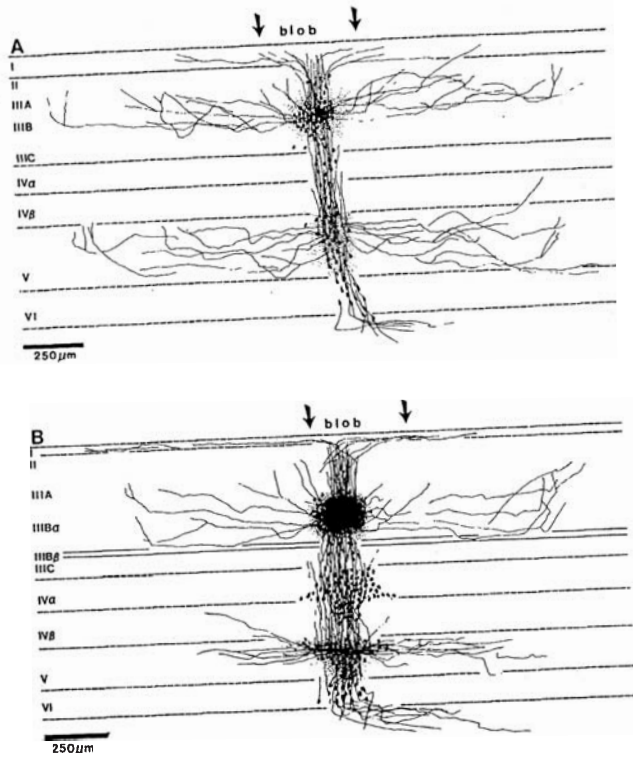 blob
A
I
II
IIIA
IIIB
IIIC
IVα
IVβ
V
VI
250μm
blob
B
I
II
IIIA
IIIBα
IIIBβ
IIIC
IVα
IVβ
V
VI
250μm